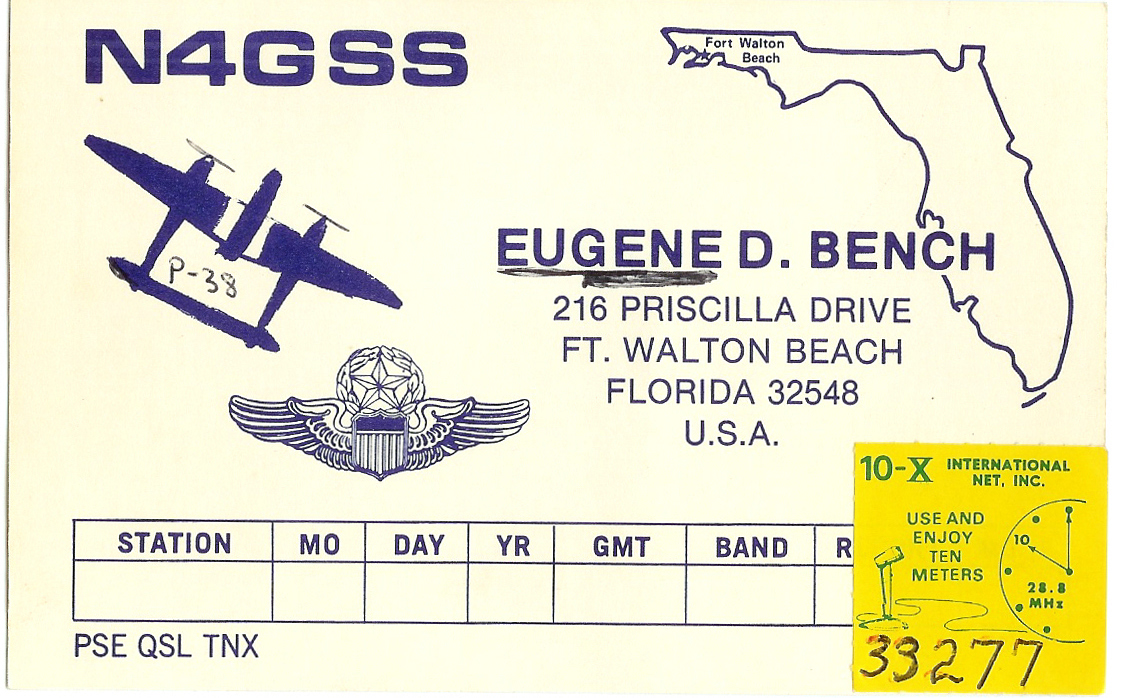 N4GSS
Fort Walton
Beach
P-38
EUGENE D. BENCH
216 PRISCILLA DRIVE
FT. WALTON BEACH
FLORIDA 32548
U.S.A.
STATION MO DAY YR GMT BAND R
PSE QSL TNX
10-X INTERNATIONAL
NET, INC.
USE AND
ENJOY
TEN
METERS
10
28.8
MHz
33277